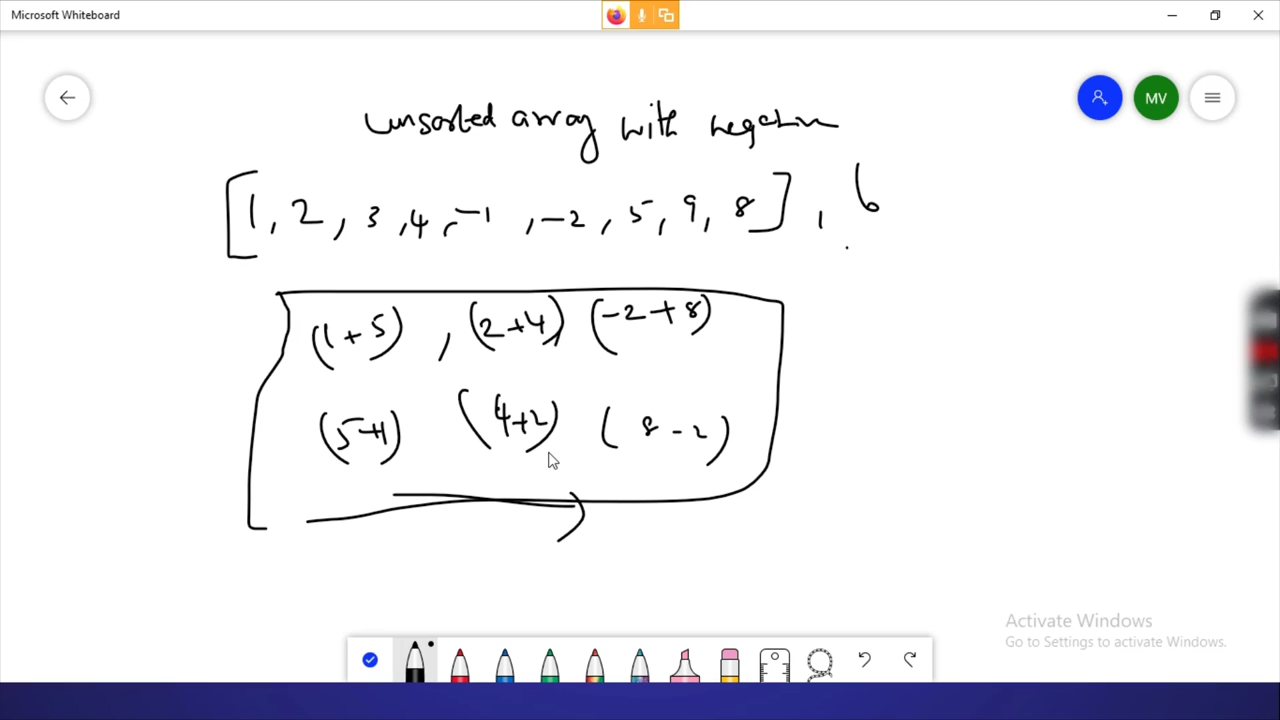 Microsoft Whiteboard
MV
unsorted array with negative
[1, 2, 3, 4, -1, -2, 5, 9, 8], 6
(1+5), (2+4) (-2+8)
(5+1) (4+2) (8-2)
Activate Windows
Go to Settings to activate Windows.